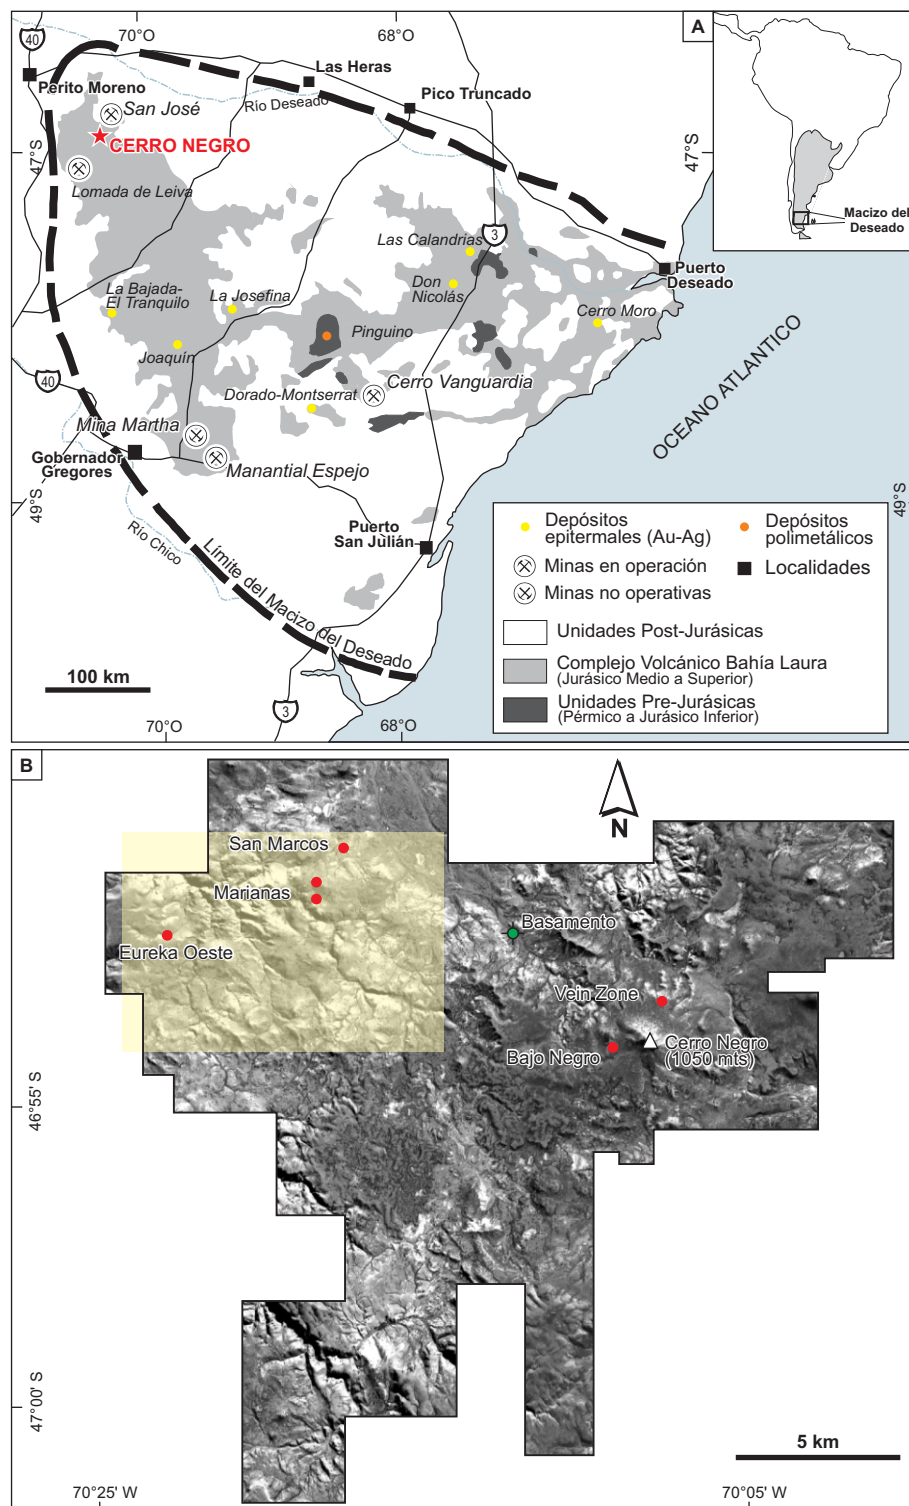 A
70°O
68°O
40
Las Heras
Perito Moreno
Río Deseado
Pico Truncado
San José
CERRO NEGRO
47°S
47°S
Lomada de Leiva
Macizo del
Deseado
3
Las Calandrias
Puerto
Deseado
La Bajada-
El Tranquilo
La Josefina
Don
Nicolás
Cerro Moro
Pinguino
Joaquín
OCEANO ATLANTICO
40
Cerro Vanguardia
Dorado-Montserrat
Mina Martha
Gobernador
Gregores
Manantial Espejo
49°S
49°S
Río Chico
Puerto
San Julián
Límite del Macizo del Deseado
100 km
3
Depósitos
epitermales (Au-Ag)
Depósitos
polimetálicos
Minas en operación
Localidades
Minas no operativas
Unidades Post-Jurásicas
Complejo Volcánico Bahía Laura
(Jurásico Medio a Superior)
Unidades Pre-Jurásicas
(Pérmico a Jurásico Inferior)
70°O
68°O
B
N
San Marcos
Marianas
Basamento
Eureka Oeste
Vein Zone
Bajo Negro
Cerro Negro
(1050 mts)
46°55' S
47°00' S
5 km
70°25' W
70°05' W